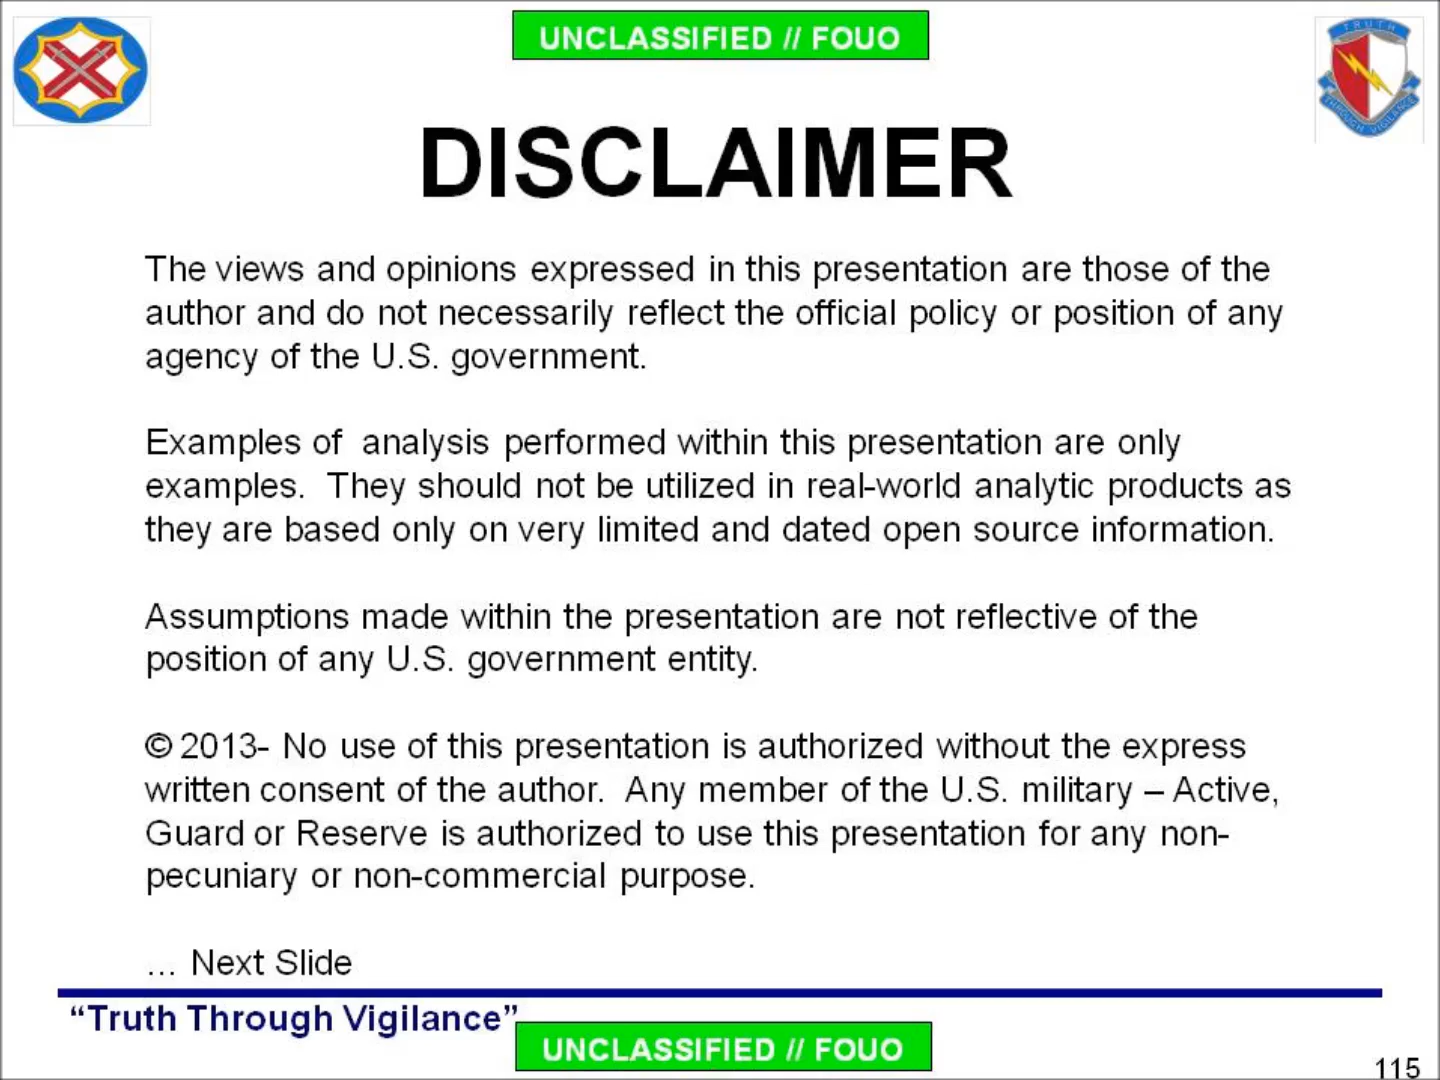 UNCLASSIFIED // FOUO
TRUTH
THROUGH VIGILANCE
DISCLAIMER
The views and opinions expressed in this presentation are those of the
author and do not necessarily reflect the official policy or position of any
agency of the U.S. government.
Examples of  analysis performed within this presentation are only
examples.  They should not be utilized in real-world analytic products as
they are based only on very limited and dated open source information.
Assumptions made within the presentation are not reflective of the
position of any U.S. government entity.
© 2013- No use of this presentation is authorized without the express
written consent of the author.  Any member of the U.S. military – Active,
Guard or Reserve is authorized to use this presentation for any non-
pecuniary or non-commercial purpose.
... Next Slide
“Truth Through Vigilance”
UNCLASSIFIED // FOUO
115